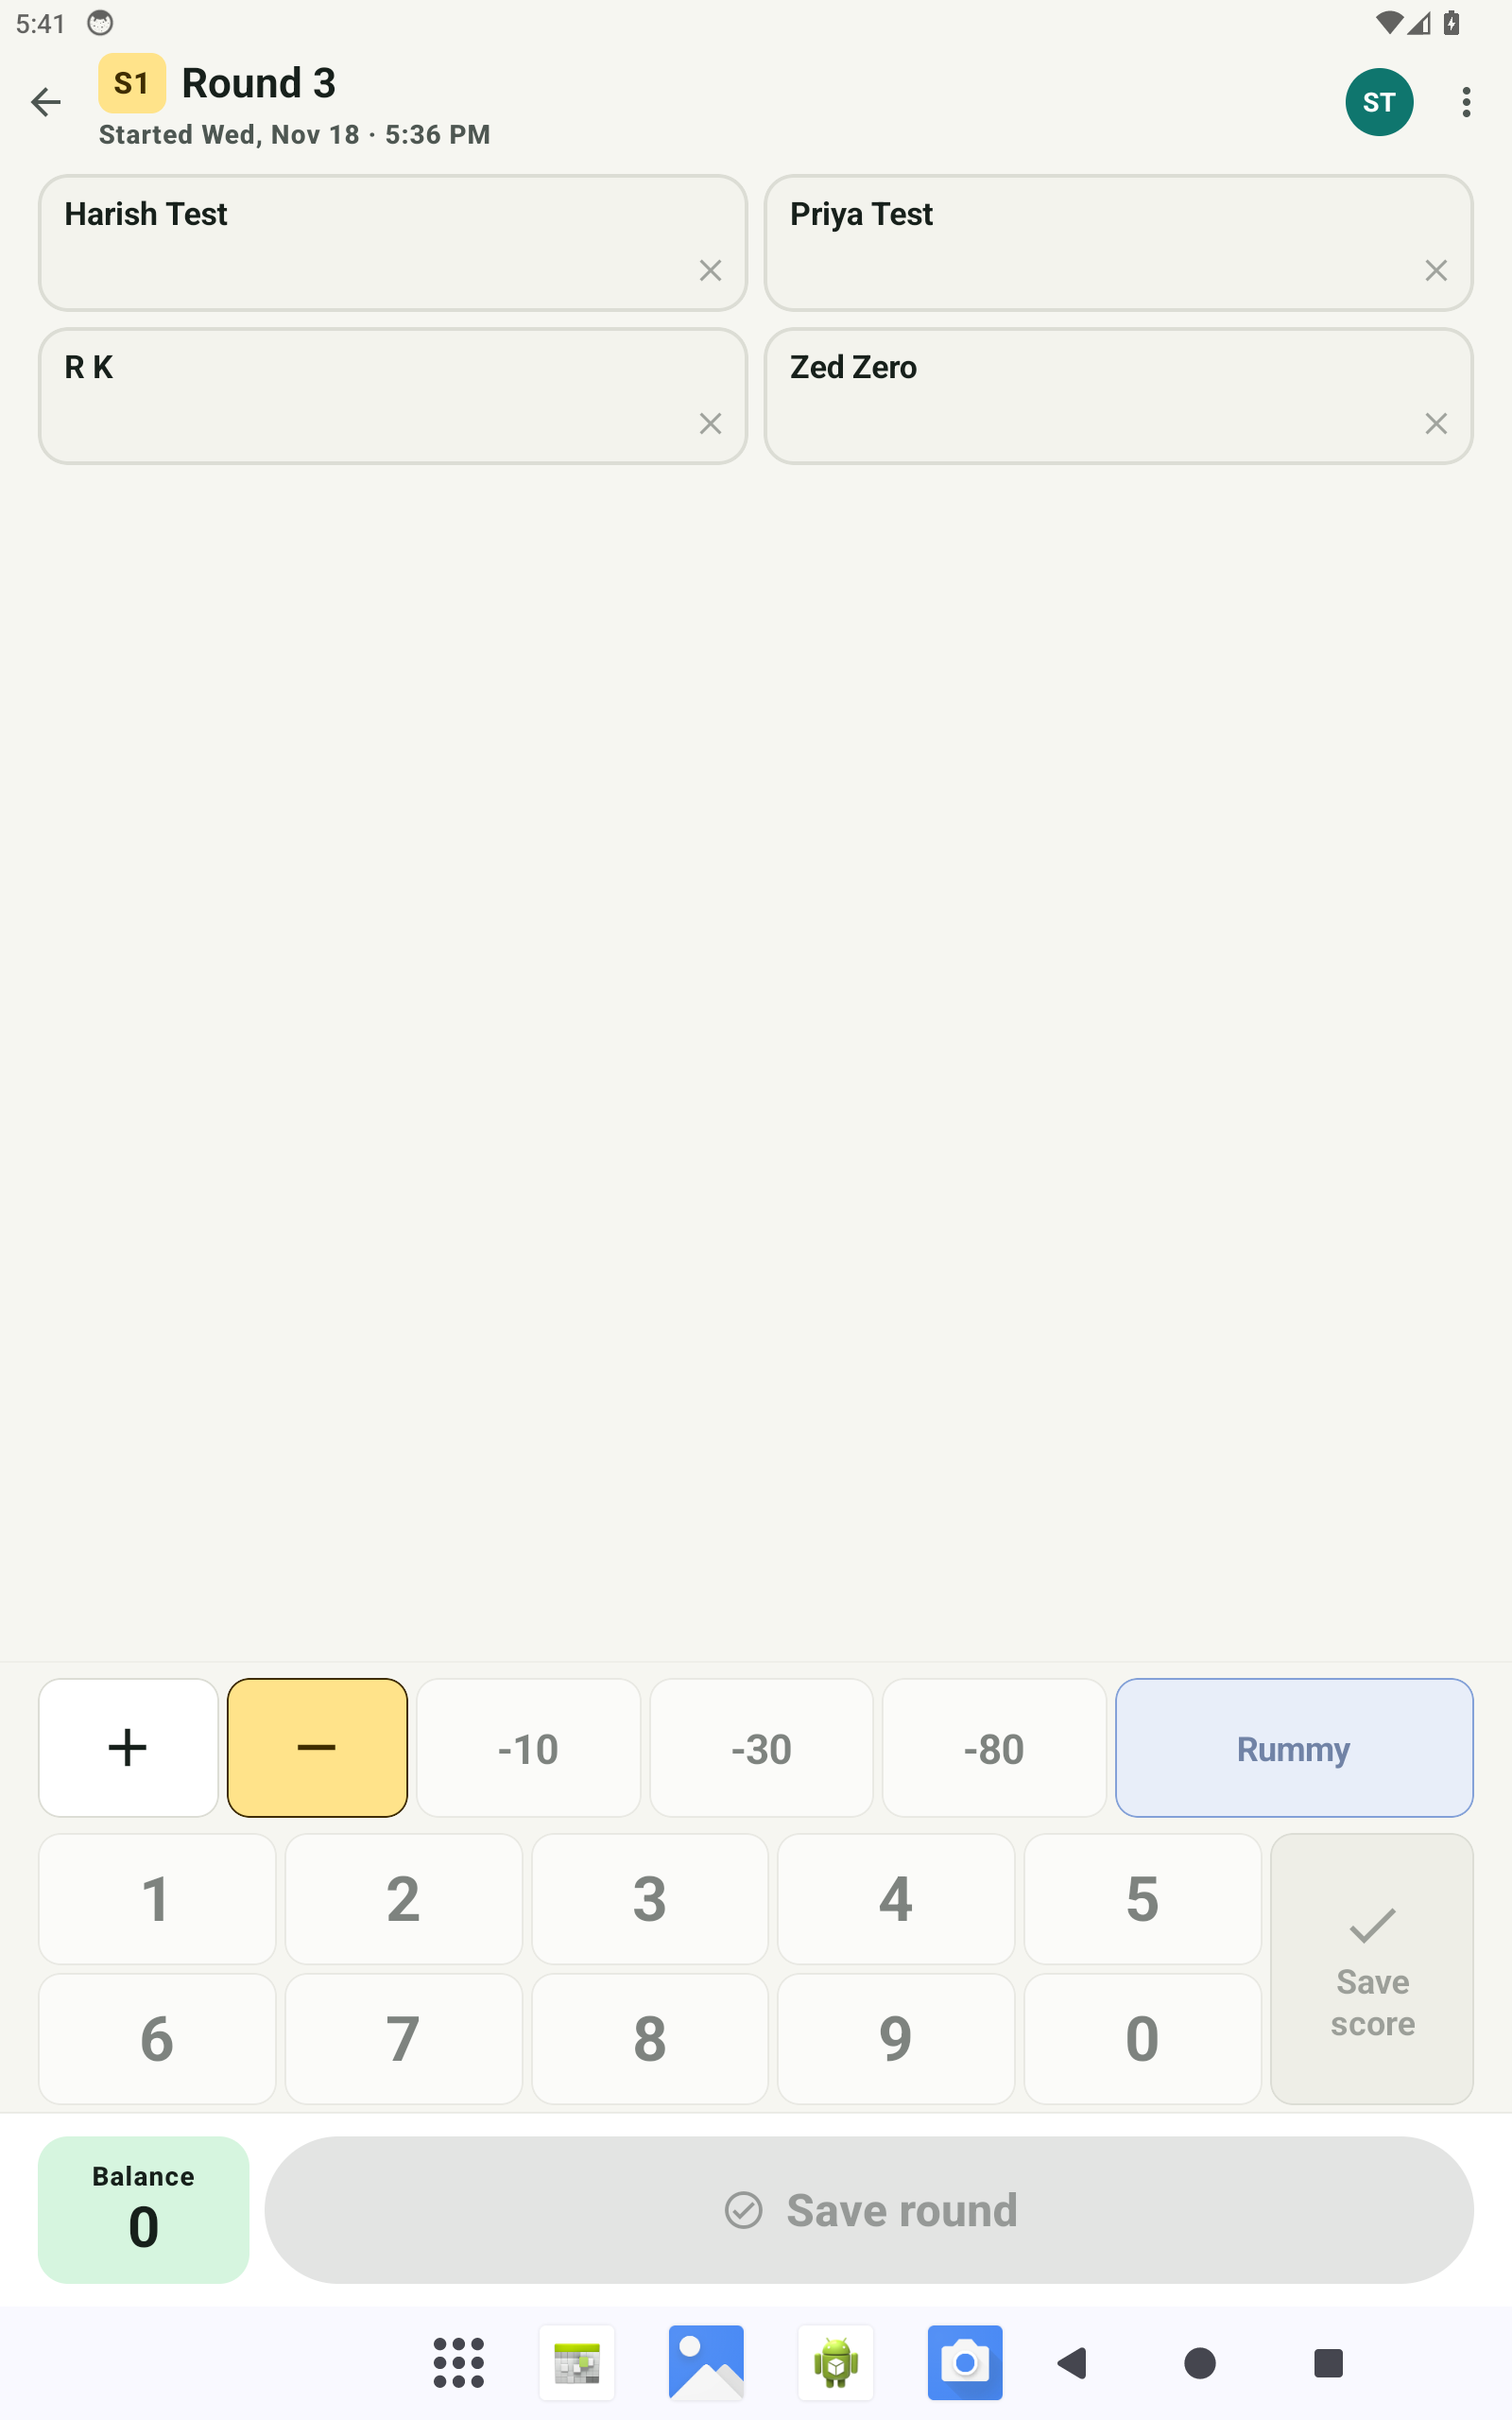 5:41
S1 Round 3
Started Wed, Nov 18 · 5:36 PM
ST
Harish Test
Priya Test
R K
Zed Zero
+ − -10 -30 -80 Rummy
1 2 3 4 5
Save
score
6 7 8 9 0
Balance
0
Save round